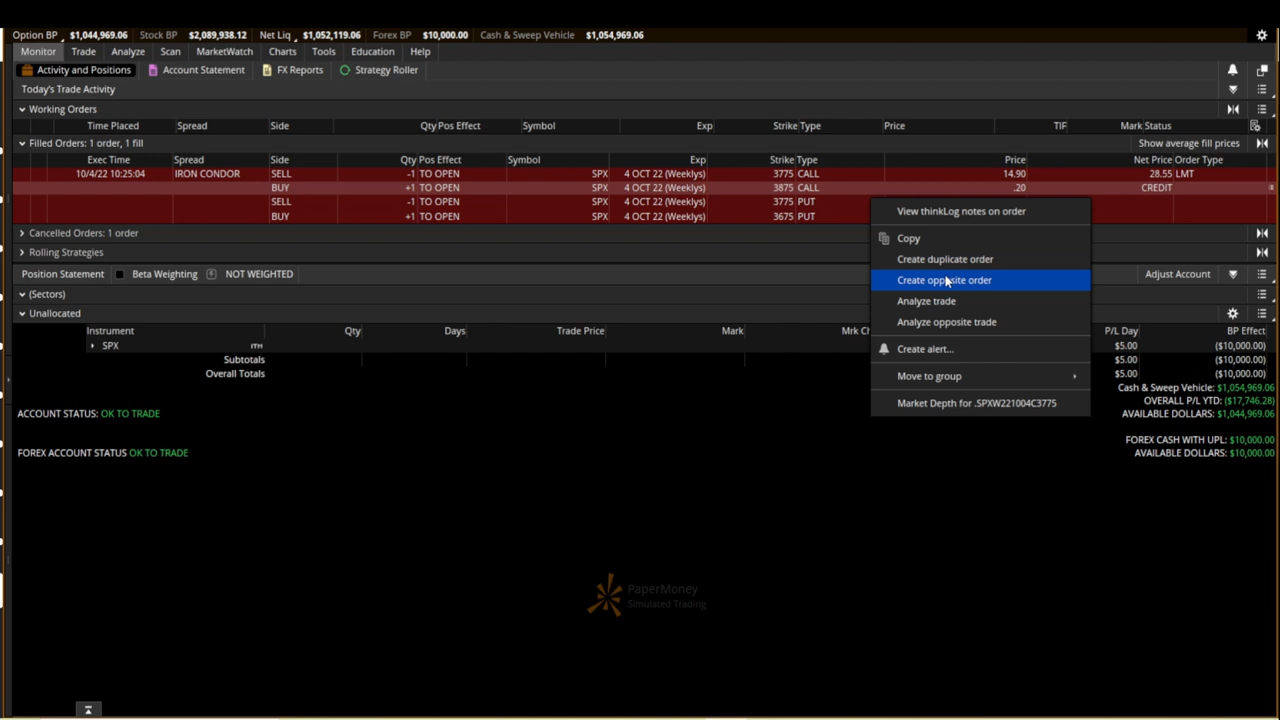 Option BP $1,044,969.06 Stock BP $2,089,938.12 Net Liq $1,052,119.06 Forex BP $10,000.00 Cash & Sweep Vehicle $1,054,969.06
Monitor Trade Analyze Scan MarketWatch Charts Tools Education Help
Activity and Positions Account Statement FX Reports Strategy Roller
Today's Trade Activity
Working Orders
Time Placed Spread Side Qty Pos Effect Symbol Exp Strike Type Price TIF Mark Status
Filled Orders: 1 order, 1 fill Show average fill prices
Exec Time Spread Side Qty Pos Effect Symbol Exp Strike Type Price Net Price Order Type
10/4/22 10:25:04 IRON CONDOR SELL -1 TO OPEN SPX 4 OCT 22 (Weeklys) 3775 CALL 14.90 28.55 LMT
BUY +1 TO OPEN SPX 4 OCT 22 (Weeklys) 3875 CALL .20 CREDIT
SELL -1 TO OPEN SPX 4 OCT 22 (Weeklys) 3775 PUT
BUY +1 TO OPEN SPX 4 OCT 22 (Weeklys) 3675 PUT
View thinkLog notes on order
Copy
Create duplicate order
Create opposite order
Analyze trade
Analyze opposite trade
Create alert...
Move to group
Market Depth for .SPXW221004C3775
Cancelled Orders: 1 order
Rolling Strategies
Position Statement Beta Weighting NOT WEIGHTED Adjust Account
(Sectors)
Unallocated
Instrument Qty Days Trade Price Mark Mrk Ch P/L Day BP Effect
SPX $5.00 ($10,000.00)
Subtotals $5.00 ($10,000.00)
Overall Totals $5.00 ($10,000.00)
Cash & Sweep Vehicle: $1,054,969.06
OVERALL P/L YTD: ($17,746.28)
ACCOUNT STATUS: OK TO TRADE AVAILABLE DOLLARS: $1,044,969.06
FOREX CASH WITH UPL: $10,000.00
FOREX ACCOUNT STATUS OK TO TRADE AVAILABLE DOLLARS: $10,000.00
PaperMoney
Simulated Trading